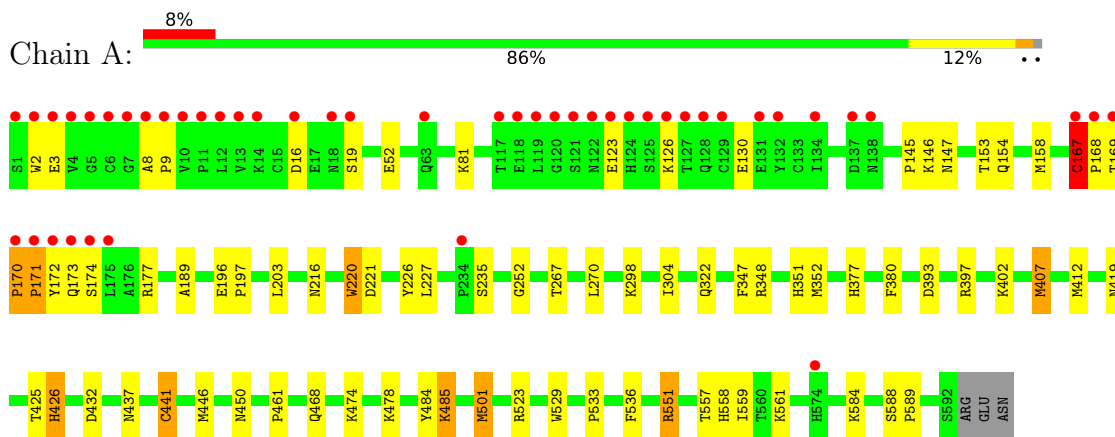 8%
Chain A:
86% 12% • •
S1 W2 E3 V4 G5 C6 G7 A8 P9 V10 P11 L12 V13 K14 C15 D16 E17 N18 S19 E52 Q63 K81 T117 E118 L119 G120 S121 N122 E123 H124 S125 K126 T127 Q128 C129 E130 E131 Y132 C133 I134 D137 N138 P145 K146 N147 T153 Q154 M158 C167 P168 T169
P170 P171 Y172 Q173 S174 L175 A176 R177 A189 E196 P197 L203 N216 W220 D221 Y226 L227 P234 S235 G252 T267 L270 K298 I304 Q322 F347 R348 H351 M352 H377 F380 D393 R397 K402 M407 M412 N419
T425 H426 D432 N437 C441 M446 N450 P461 Q468 K474 K478 Y484 K485 M501 R523 W529 P533 F536 R551 T557 H558 I559 T560 K561 H574 K584 S588 P589 S592 ARG GLU ASN